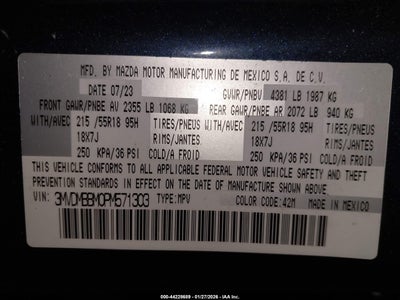 MFD. BY MAZDA MOTOR MANUFACTURING DE MEXICO S.A. DE C.V.
DATE 07/23 GVWR/PNBV 4381 LB 1987 KG
FRONT GAWR/PNBE AV 2355 LB 1068 KG REAR GAWR/PNBE AR 2072 LB 940 KG
WITH/AVEC 215 /55R18 95H TIRES/PNEUS WITH/AVEC 215 /55R18 95H TIRES/PNEUS
18X7J RIMS/JANTES 18X7J RIMS/JANTES
250 KPA/36 PSI COLD/A FROID 250 KPA/36 PSI COLD/A FROID
THIS VEHICLE CONFORMS TO ALL APPLICABLE FEDERAL MOTOR VEHICLE SAFETY AND THEFT
PREVENTION STANDARDS IN EFFECT ON THE DATE OF MANUFACTURE SHOWN ABOVE.
VIN: 3MVDMBBM0PM571303 TYPE:MPV COLOR CODE:42M MADE IN MEXICO
000-44228689 - 01/27/2026 - IAA Inc.